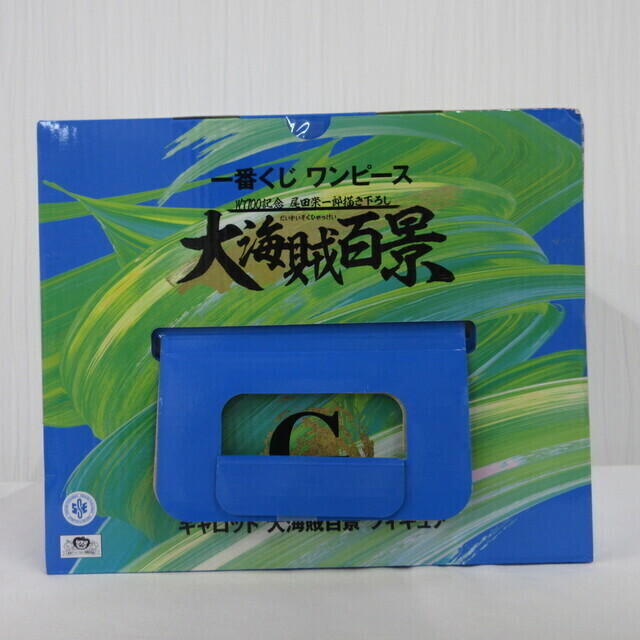 一番くじ ワンピース
WT100記念 尾田栄一郎描き下ろし
だいかいぞくひゃっけい
大海賊百景
C
キャロット 大海賊百景 フィギュア